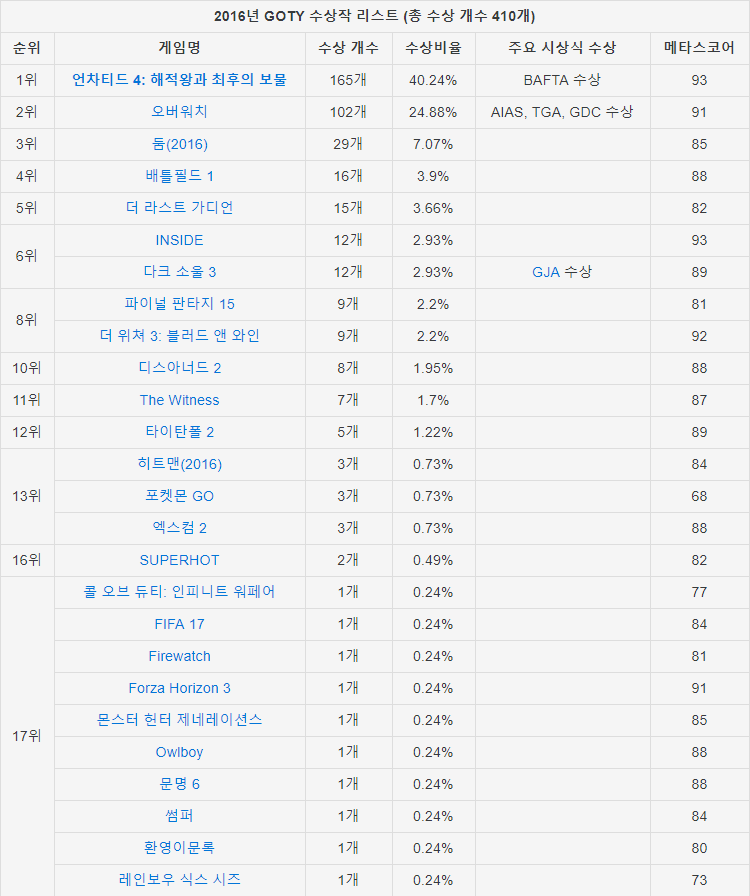 2016년 GOTY 수상작 리스트 (총 수상 개수 410개)
순위 게임명 수상 개수 수상비율 주요 시상식 수상 메타스코어
1위 언차티드 4: 해적왕과 최후의 보물 165개 40.24% BAFTA 수상 93
2위 오버워치 102개 24.88% AIAS, TGA, GDC 수상 91
3위 둠(2016) 29개 7.07% 85
4위 배틀필드 1 16개 3.9% 88
5위 더 라스트 가디언 15개 3.66% 82
6위 INSIDE 12개 2.93% 93
다크 소울 3 12개 2.93% GJA 수상 89
8위 파이널 판타지 15 9개 2.2% 81
더 위쳐 3: 블러드 앤 와인 9개 2.2% 92
10위 디스아너드 2 8개 1.95% 88
11위 The Witness 7개 1.7% 87
12위 타이탄폴 2 5개 1.22% 89
13위 히트맨(2016) 3개 0.73% 84
포켓몬 GO 3개 0.73% 68
엑스컴 2 3개 0.73% 88
16위 SUPERHOT 2개 0.49% 82
17위 콜 오브 듀티: 인피니트 워페어 1개 0.24% 77
FIFA 17 1개 0.24% 84
Firewatch 1개 0.24% 81
Forza Horizon 3 1개 0.24% 91
몬스터 헌터 제네레이션스 1개 0.24% 85
Owlboy 1개 0.24% 88
문명 6 1개 0.24% 88
썸퍼 1개 0.24% 84
환영이문록 1개 0.24% 80
레인보우 식스 시즈 1개 0.24% 73